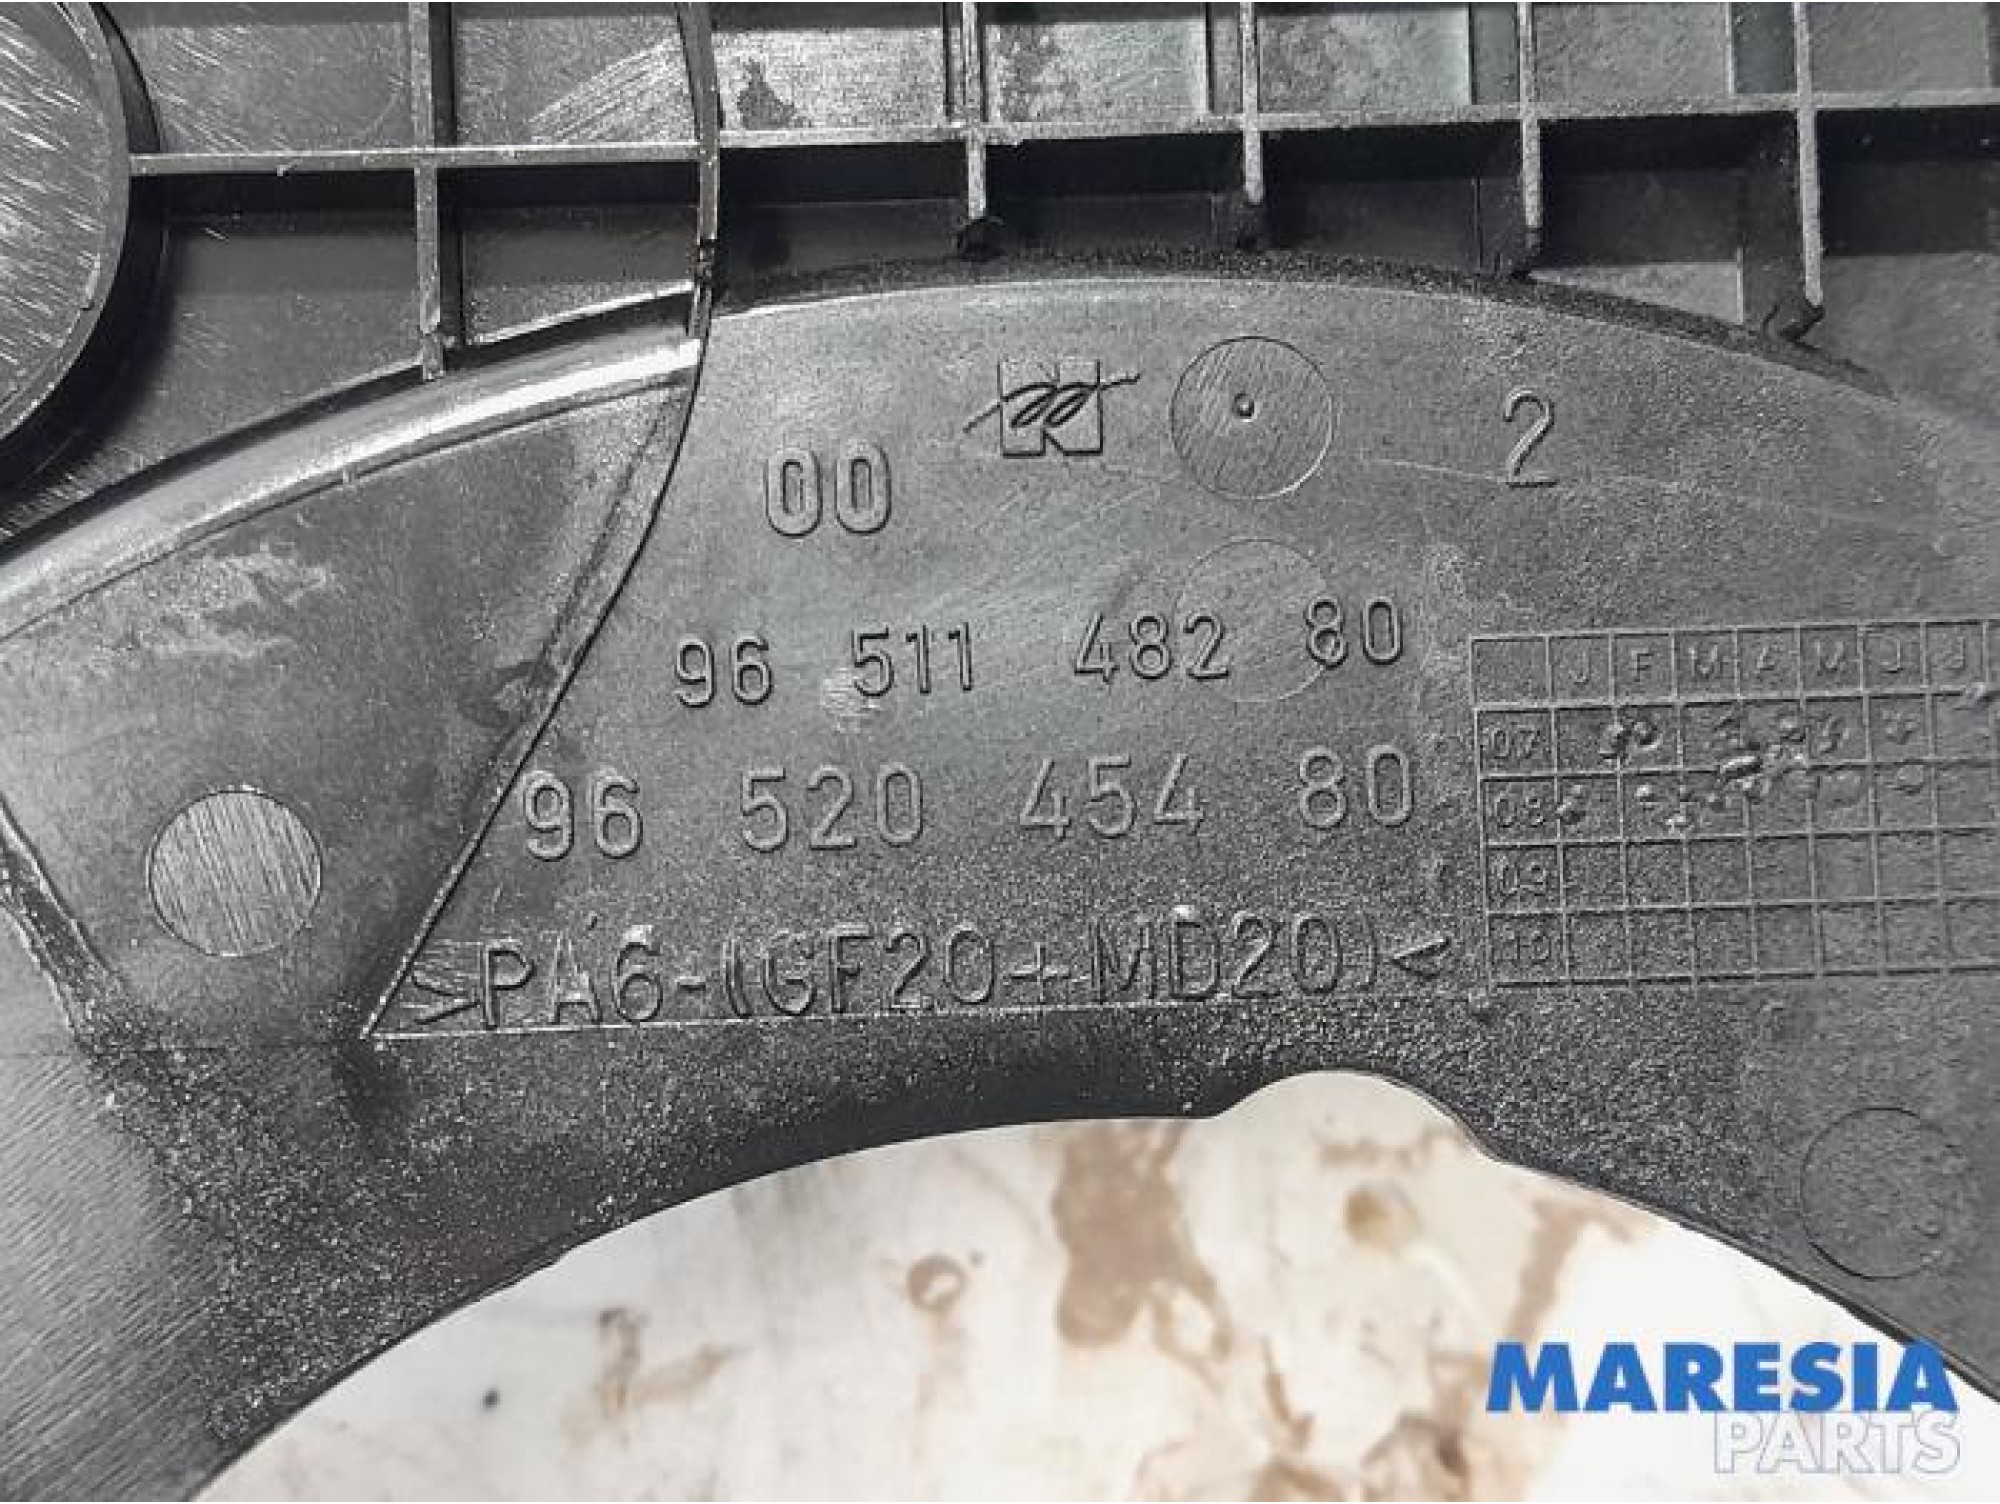 00
2
96 511 482 80
96 520 454 80
>PA6-(GF20+MD20)<
J F M A M J J
07
08
09
10
MARESIA
PARTS